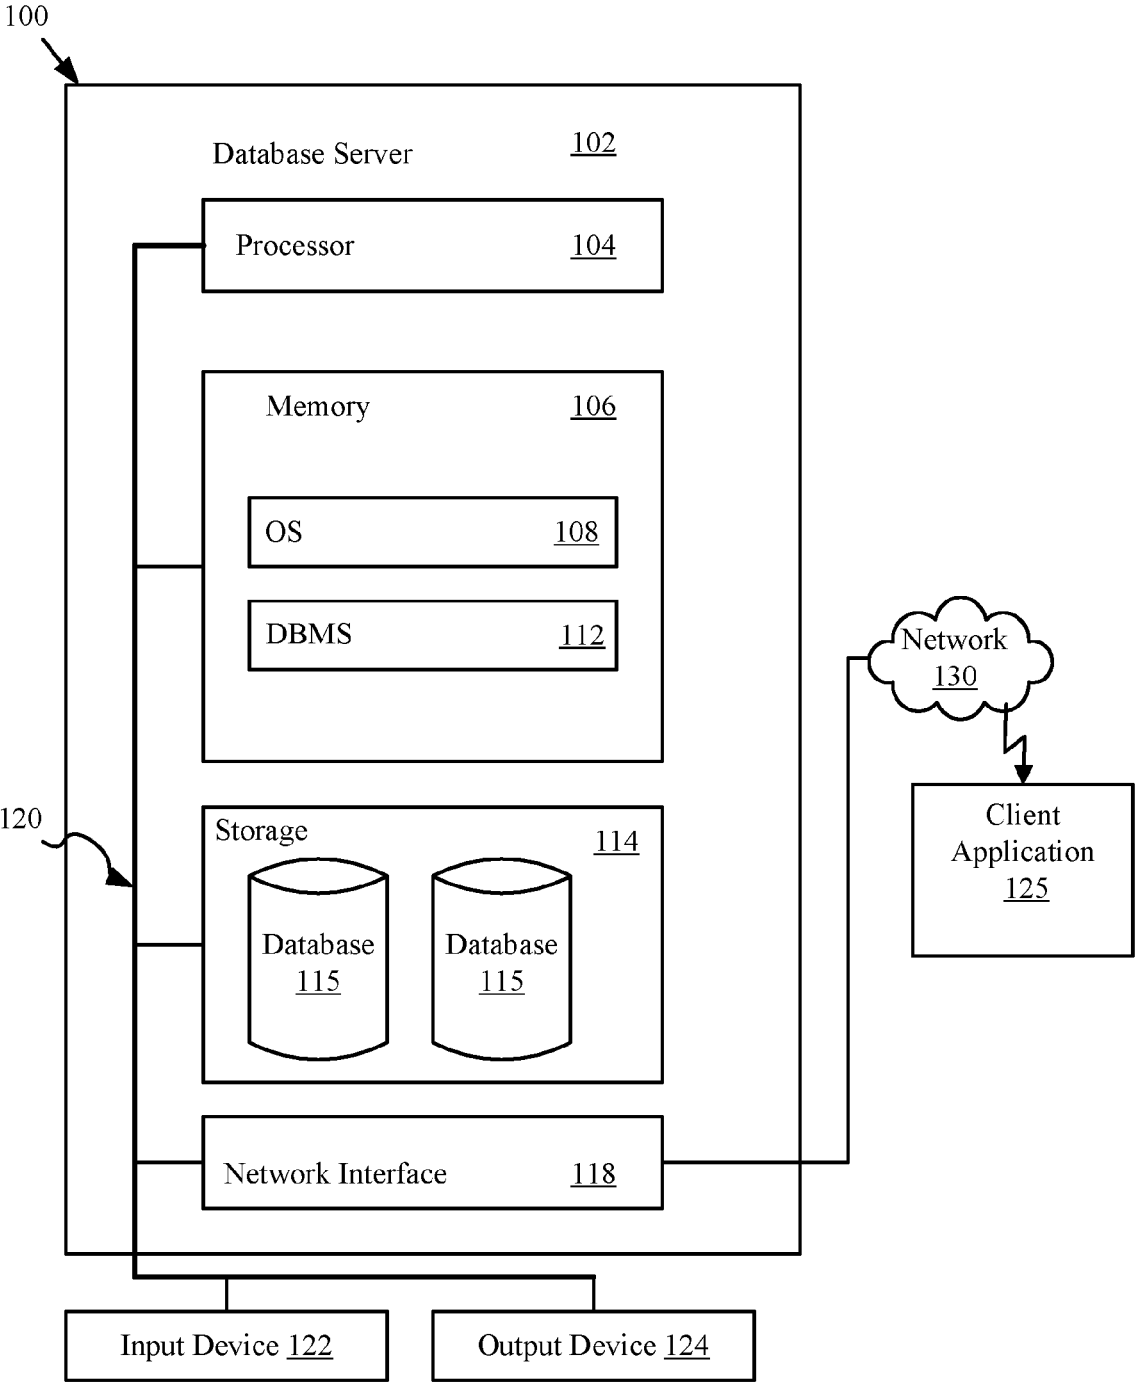 100
Database Server 102
Processor 104
Memory 106
OS 108
DBMS 112
Network
130
120
Storage 114
Client
Application
125
Database
115
Database
115
Network Interface 118
Input Device 122
Output Device 124